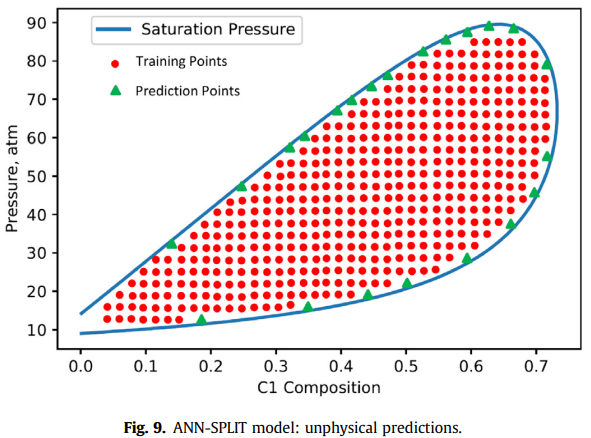 Saturation Pressure
Training Points
Prediction Points
Pressure, atm
90
80
70
60
50
40
30
20
10
0.0 0.1 0.2 0.3 0.4 0.5 0.6 0.7
C1 Composition
Fig. 9. ANN-SPLIT model: unphysical predictions.